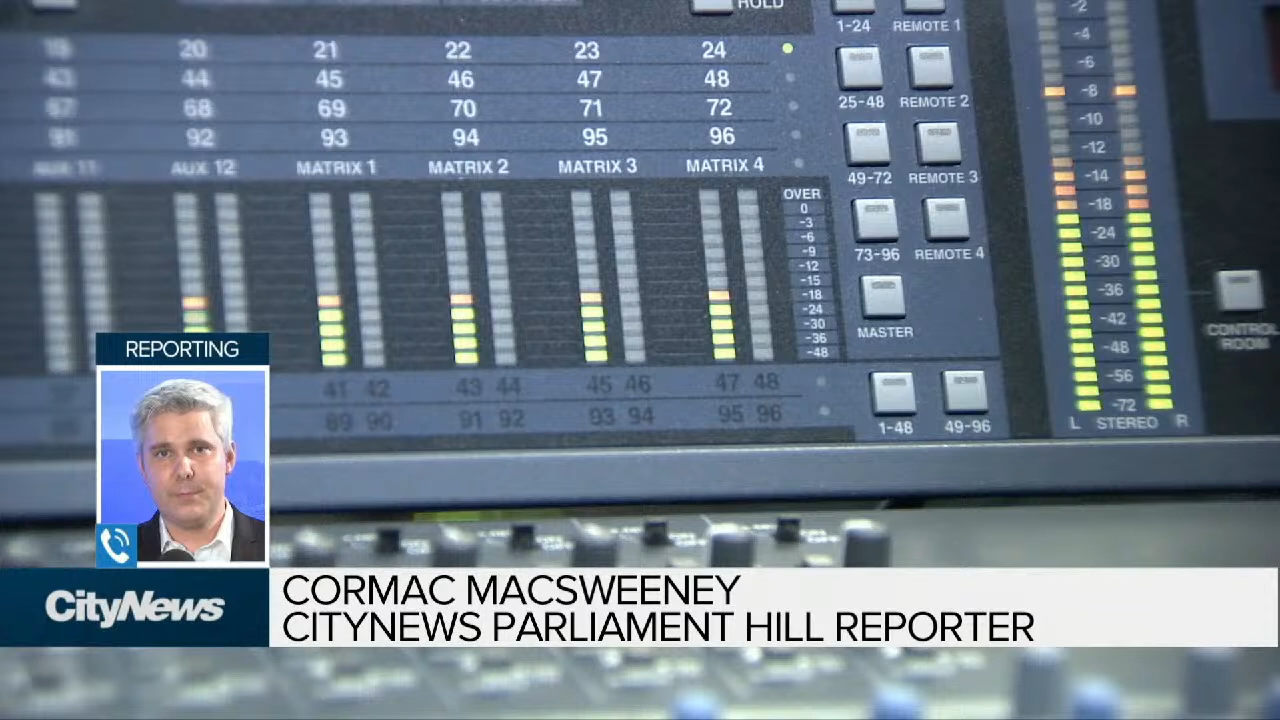 HOLD
1-24 REMOTE 1
19 20 21 22 23 24
43 44 45 46 47 48
67 68 69 70 71 72
91 92 93 94 95 96
AUX 11 AUX 12 MATRIX 1 MATRIX 2 MATRIX 3 MATRIX 4
25-48 REMOTE 2
49-72 REMOTE 3
73-96 REMOTE 4
MASTER
1-48 49-96
OVER
0
-3
-6
-9
-12
-15
-18
-24
-30
-36
-48
41 42 43 44 45 46 47 48
89 90 91 92 93 94 95 96
-2
-4
-6
-8
-10
-12
-14
-18
-24
-30
-36
-42
-48
-56
-72
L STEREO R
CONTROL
ROOM
REPORTING
CityNews
CORMAC MACSWEENEY
CITYNEWS PARLIAMENT HILL REPORTER